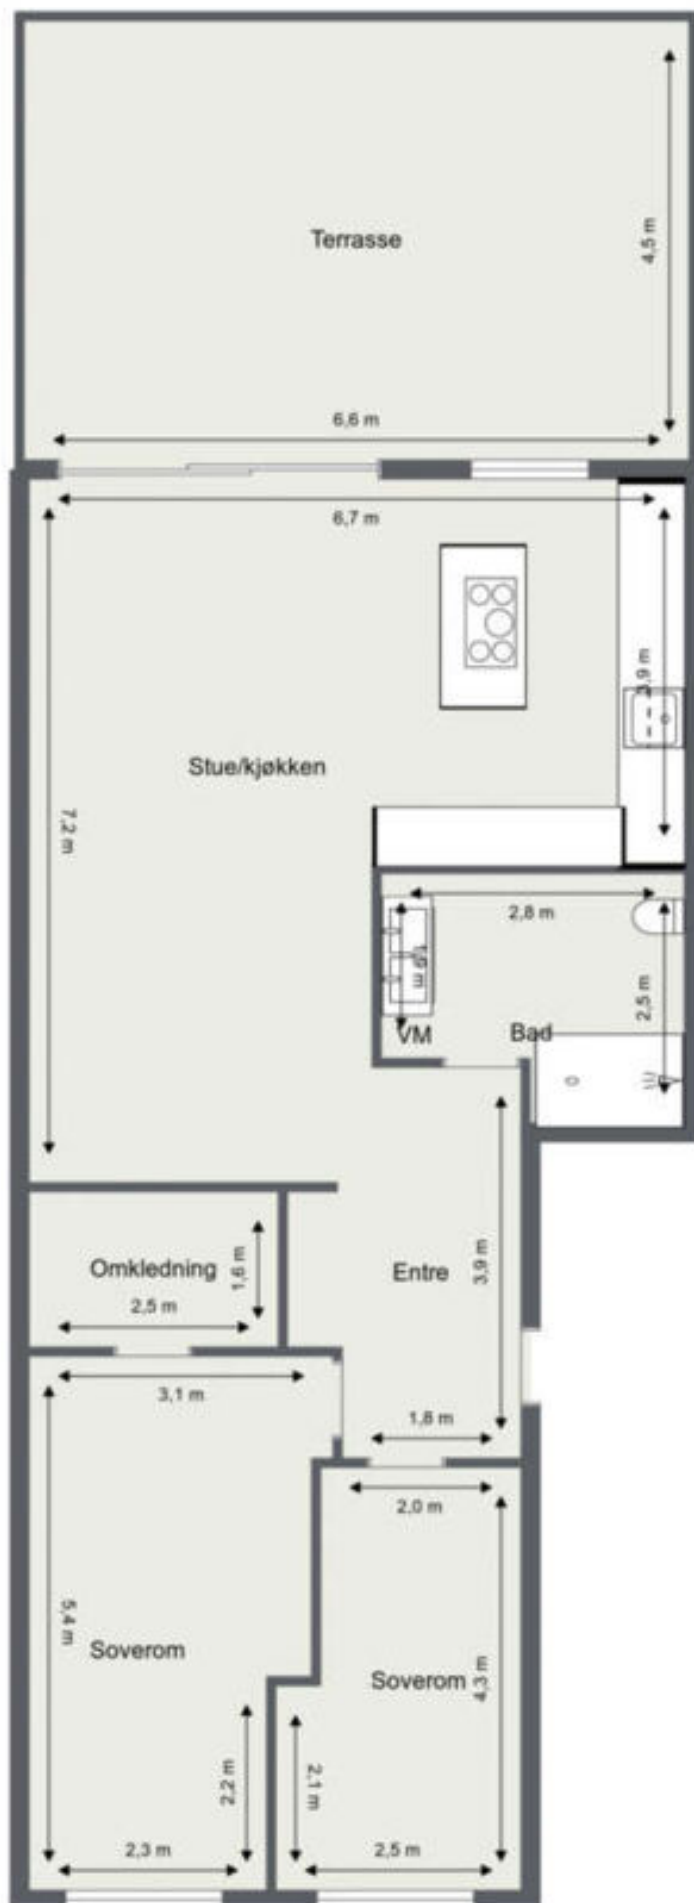 Terrasse
4,5 m
6,6 m
6,7 m
3,9 m
Stue/kjøkken
7,2 m
2,8 m
1,9 m
2,5 m
VM
Bad
Omkledning
1,6 m
2,5 m
Entre
3,9 m
3,1 m
1,8 m
2,0 m
5,4 m
Soverom
Soverom
4,3 m
2,2 m
2,1 m
2,3 m
2,5 m